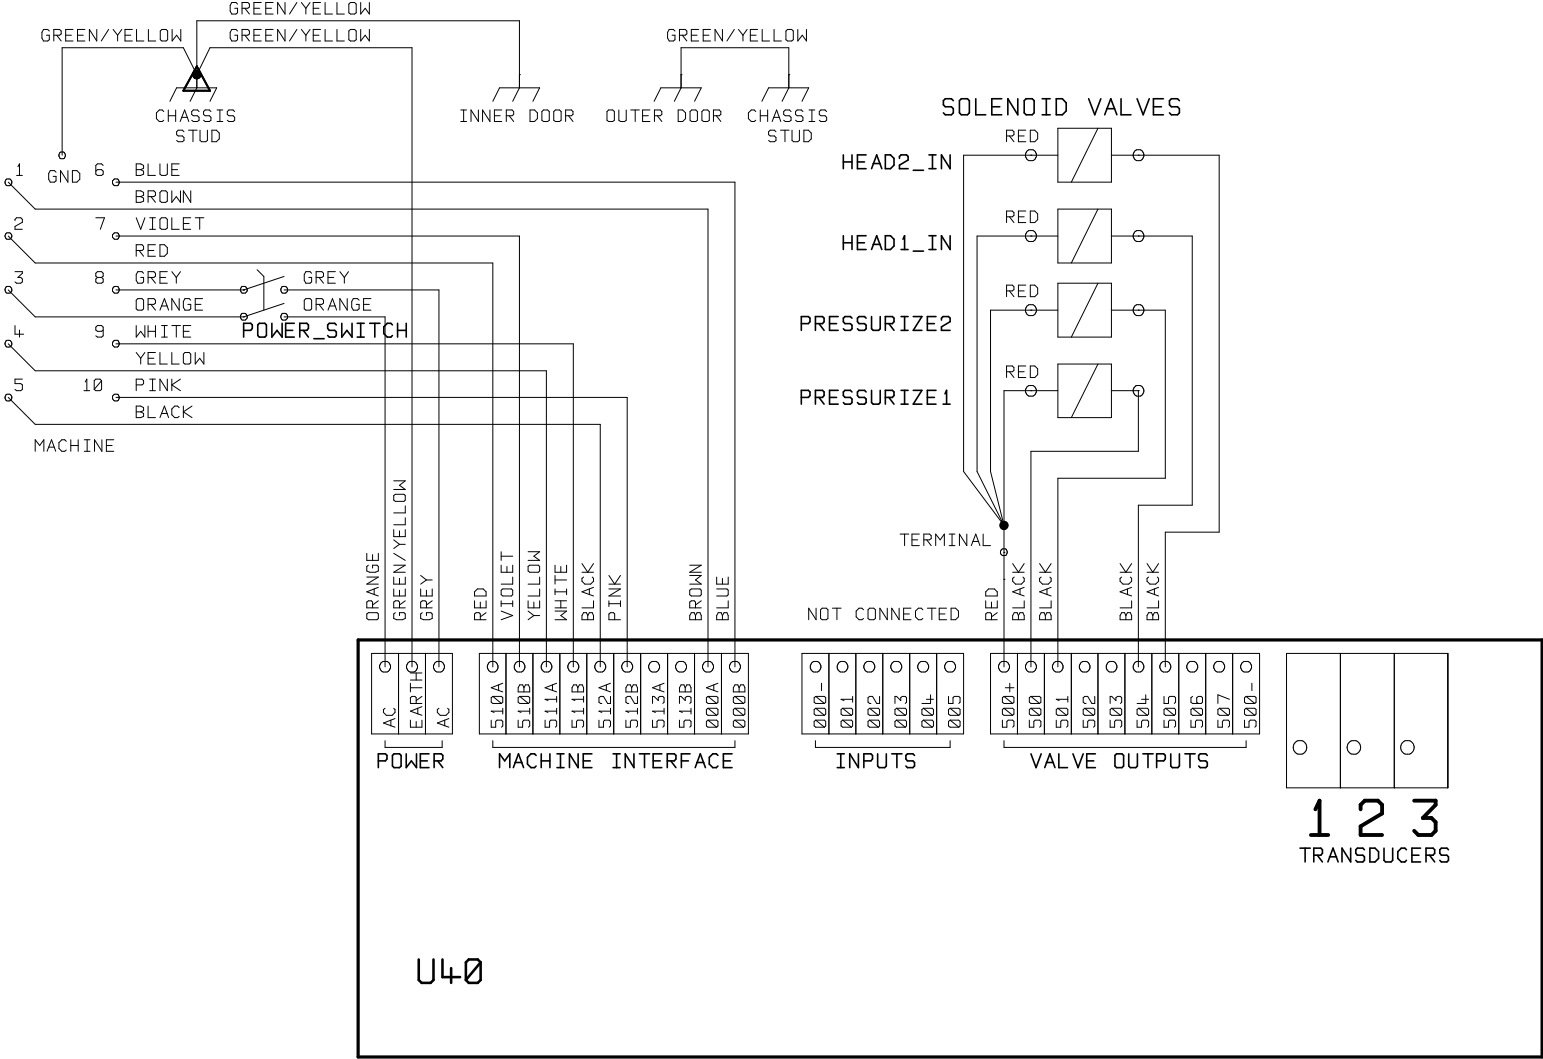 GREEN/YELLOW
GREEN/YELLOW GREEN/YELLOW GREEN/YELLOW
CHASSIS STUD
INNER DOOR
OUTER DOOR
CHASSIS STUD
SOLENOID VALVES
HEAD2_IN RED
HEAD1_IN RED
PRESSURIZE2 RED
PRESSURIZE1 RED
1 GND 6 BLUE
BROWN
2 7 VIOLET
RED
3 8 GREY GREY
ORANGE ORANGE
POWER_SWITCH
4 9 WHITE
YELLOW
5 10 PINK
BLACK
MACHINE
TERMINAL
ORANGE
GREEN/YELLOW
GREY
RED
VIOLET
YELLOW
WHITE
BLACK
PINK
BROWN
BLUE
NOT CONNECTED
RED
BLACK
BLACK
BLACK
BLACK
AC
EARTH
AC
510A
510B
511A
511B
512A
512B
513A
513B
000A
000B
000-
001
002
003
004
005
500+
500
501
502
503
504
505
506
507
500-
POWER
MACHINE INTERFACE
INPUTS
VALVE OUTPUTS
1 2 3
TRANSDUCERS
U40